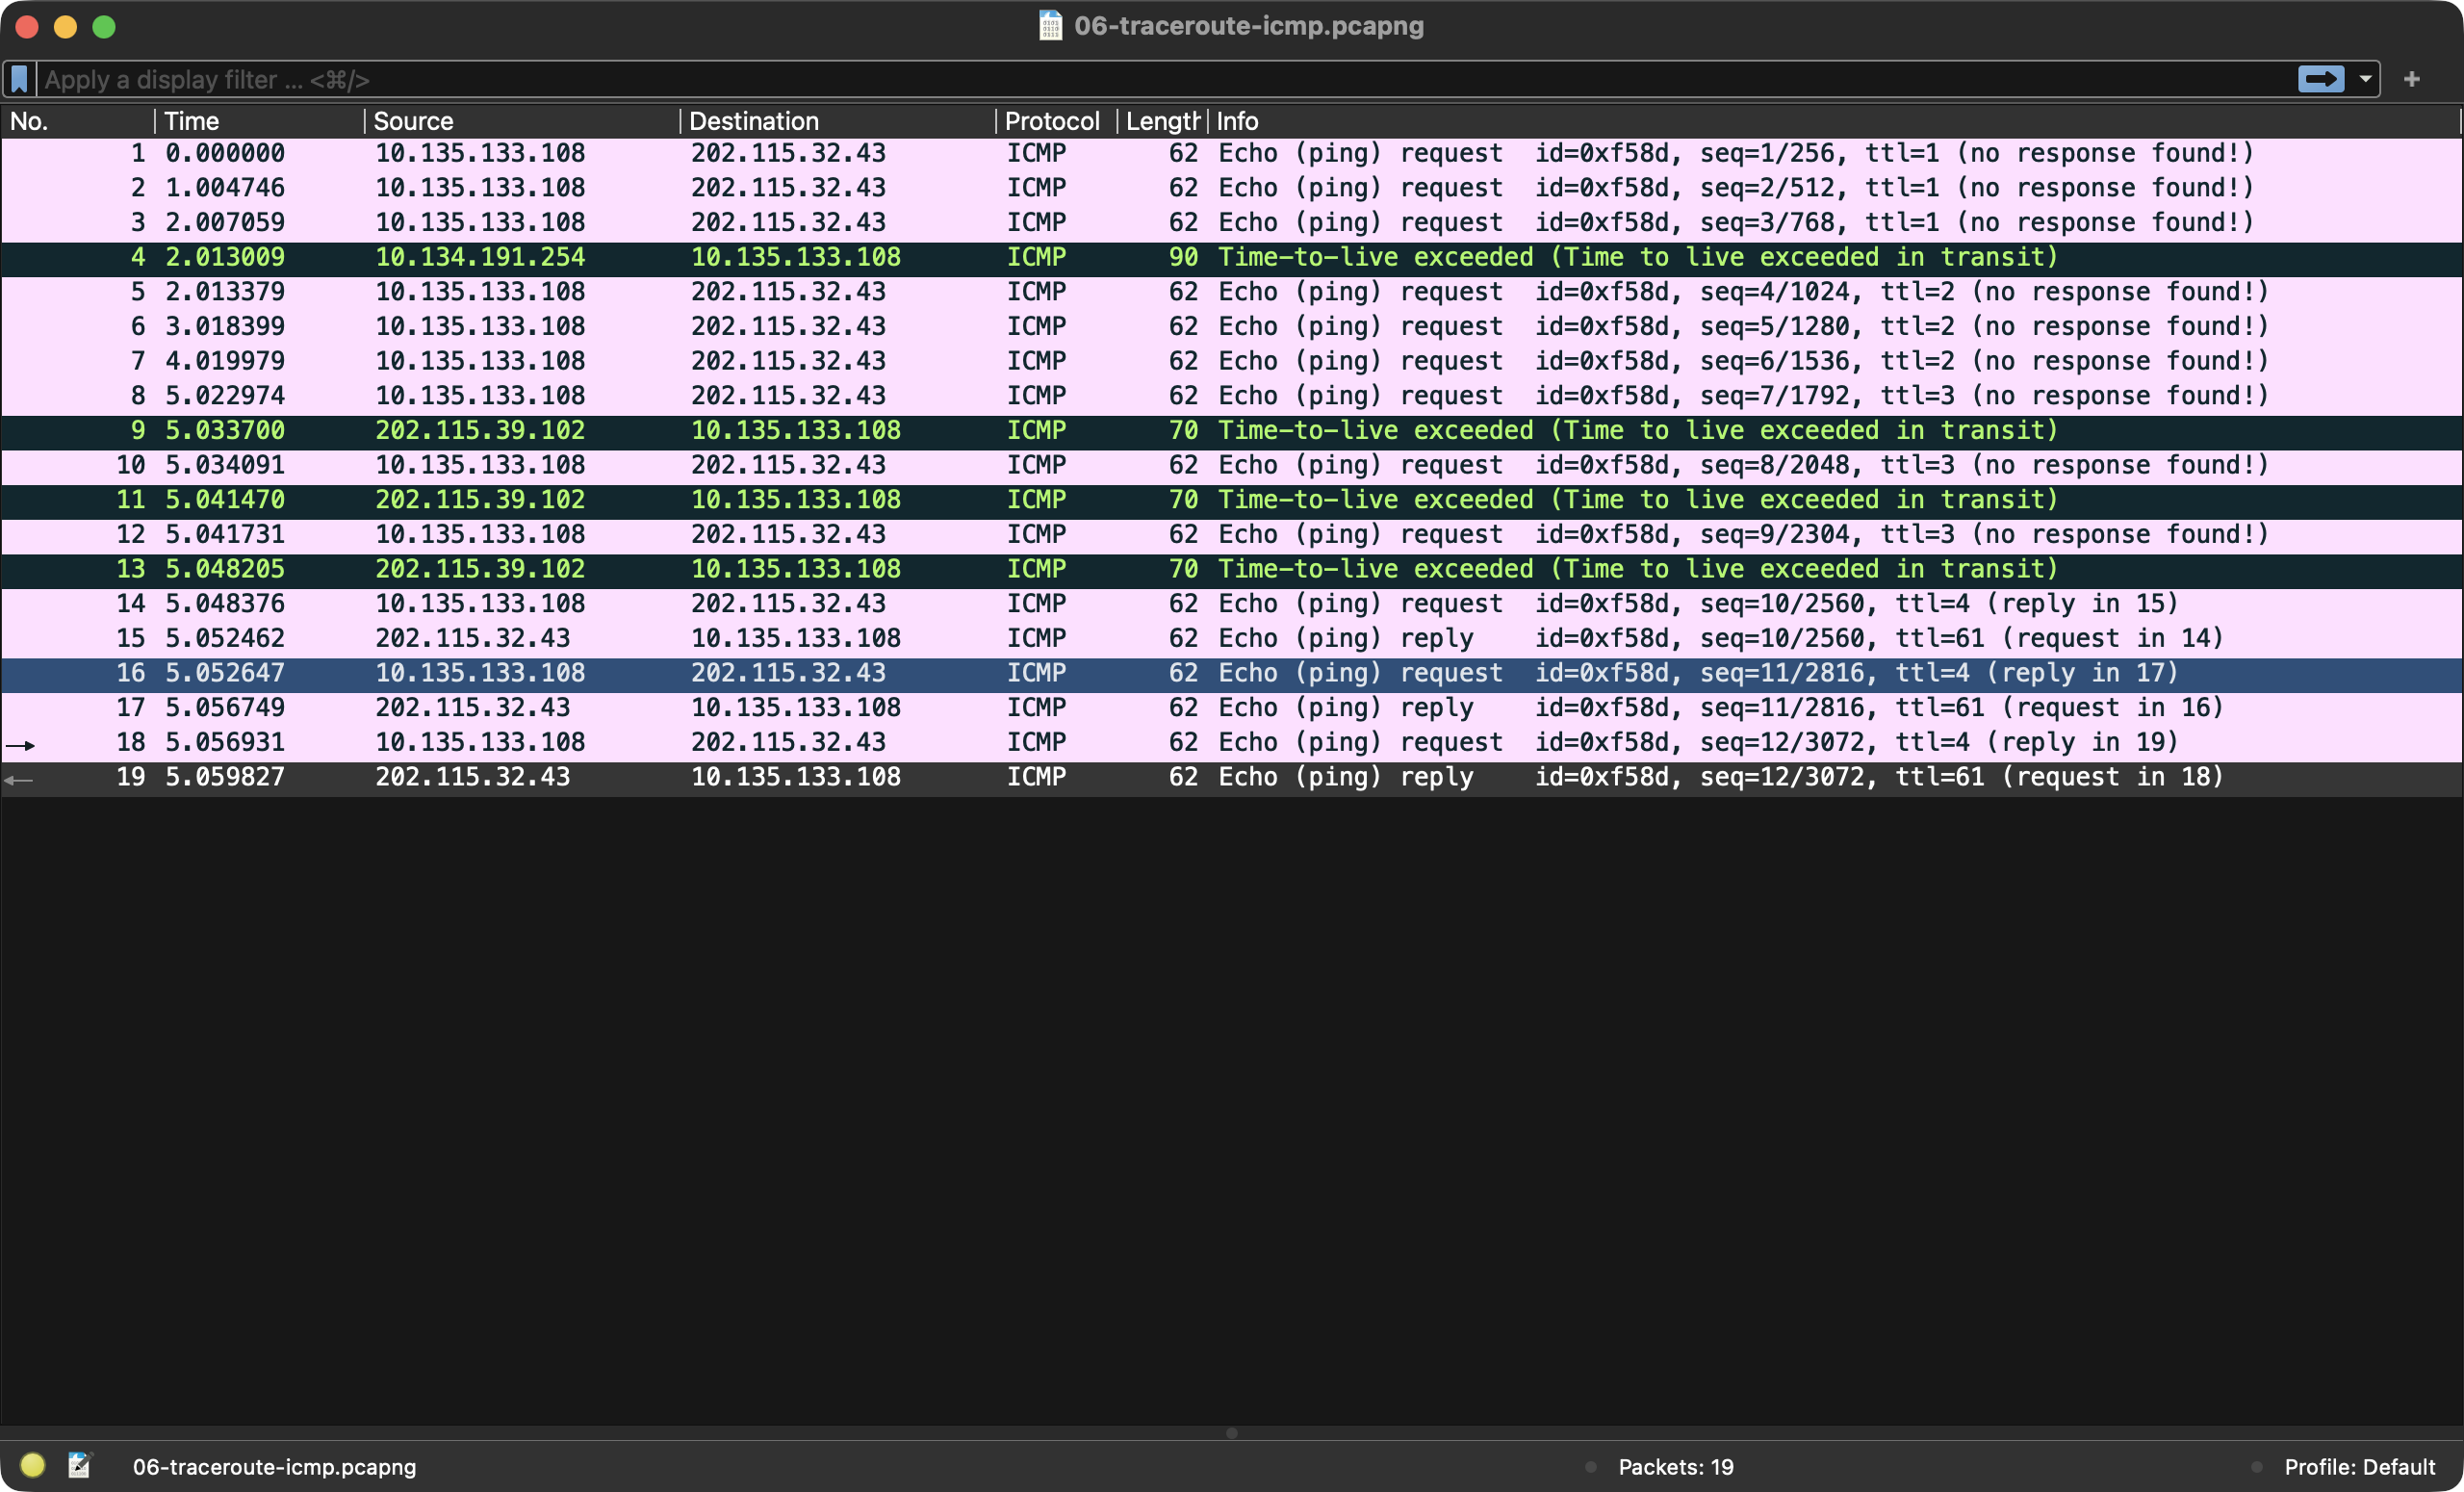 06-traceroute-icmp.pcapng
Apply a display filter ... <⌘/>
No. Time Source Destination Protocol Length Info
1 0.000000 10.135.133.108 202.115.32.43 ICMP 62 Echo (ping) request id=0xf58d, seq=1/256, ttl=1 (no response found!)
2 1.004746 10.135.133.108 202.115.32.43 ICMP 62 Echo (ping) request id=0xf58d, seq=2/512, ttl=1 (no response found!)
3 2.007059 10.135.133.108 202.115.32.43 ICMP 62 Echo (ping) request id=0xf58d, seq=3/768, ttl=1 (no response found!)
4 2.013009 10.134.191.254 10.135.133.108 ICMP 90 Time-to-live exceeded (Time to live exceeded in transit)
5 2.013379 10.135.133.108 202.115.32.43 ICMP 62 Echo (ping) request id=0xf58d, seq=4/1024, ttl=2 (no response found!)
6 3.018399 10.135.133.108 202.115.32.43 ICMP 62 Echo (ping) request id=0xf58d, seq=5/1280, ttl=2 (no response found!)
7 4.019979 10.135.133.108 202.115.32.43 ICMP 62 Echo (ping) request id=0xf58d, seq=6/1536, ttl=2 (no response found!)
8 5.022974 10.135.133.108 202.115.32.43 ICMP 62 Echo (ping) request id=0xf58d, seq=7/1792, ttl=3 (no response found!)
9 5.033700 202.115.39.102 10.135.133.108 ICMP 70 Time-to-live exceeded (Time to live exceeded in transit)
10 5.034091 10.135.133.108 202.115.32.43 ICMP 62 Echo (ping) request id=0xf58d, seq=8/2048, ttl=3 (no response found!)
11 5.041470 202.115.39.102 10.135.133.108 ICMP 70 Time-to-live exceeded (Time to live exceeded in transit)
12 5.041731 10.135.133.108 202.115.32.43 ICMP 62 Echo (ping) request id=0xf58d, seq=9/2304, ttl=3 (no response found!)
13 5.048205 202.115.39.102 10.135.133.108 ICMP 70 Time-to-live exceeded (Time to live exceeded in transit)
14 5.048376 10.135.133.108 202.115.32.43 ICMP 62 Echo (ping) request id=0xf58d, seq=10/2560, ttl=4 (reply in 15)
15 5.052462 202.115.32.43 10.135.133.108 ICMP 62 Echo (ping) reply id=0xf58d, seq=10/2560, ttl=61 (request in 14)
16 5.052647 10.135.133.108 202.115.32.43 ICMP 62 Echo (ping) request id=0xf58d, seq=11/2816, ttl=4 (reply in 17)
17 5.056749 202.115.32.43 10.135.133.108 ICMP 62 Echo (ping) reply id=0xf58d, seq=11/2816, ttl=61 (request in 16)
18 5.056931 10.135.133.108 202.115.32.43 ICMP 62 Echo (ping) request id=0xf58d, seq=12/3072, ttl=4 (reply in 19)
19 5.059827 202.115.32.43 10.135.133.108 ICMP 62 Echo (ping) reply id=0xf58d, seq=12/3072, ttl=61 (request in 18)
06-traceroute-icmp.pcapng Packets: 19 Profile: Default